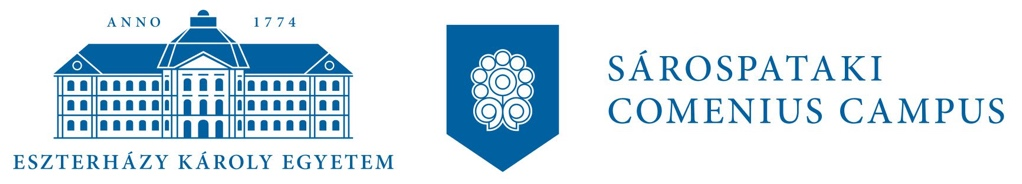 ANNO 1774
ESZTERHÁZY KÁROLY EGYETEM
SÁROSPATAKI
COMENIUS CAMPUS